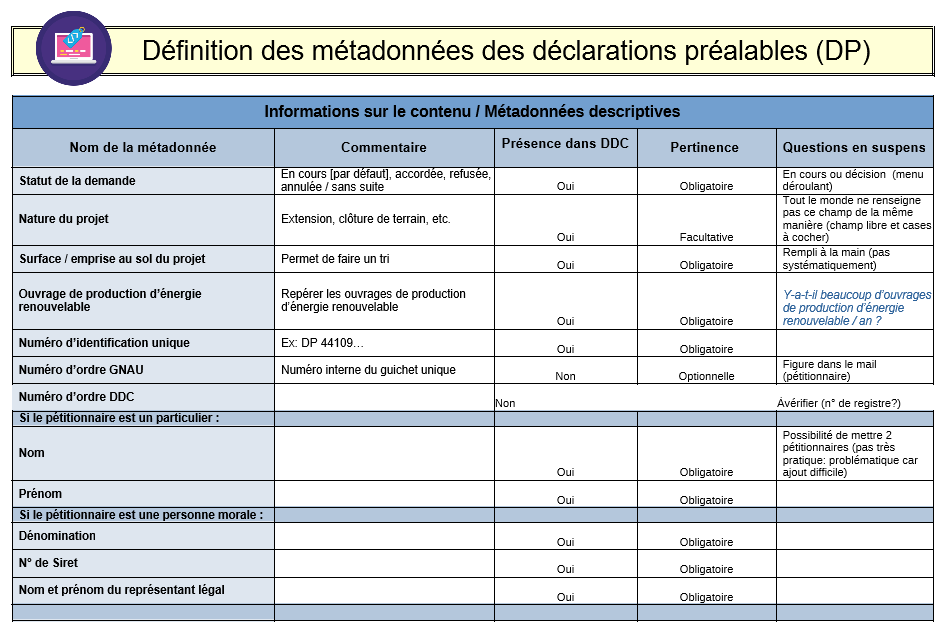 Définition des métadonnées des déclarations préalables (DP)
Informations sur le contenu / Métadonnées descriptives
Nom de la métadonnée
Commentaire
Présence dans DDC
Pertinence
Questions en suspens
Statut de la demande
En cours [par défaut], accordée, refusée,
annulée / sans suite
Oui
Obligatoire
En cours ou décision (menu
déroulant)
Nature du projet
Extension, clôture de terrain, etc.
Oui
Facultative
Tout le monde ne renseigne
pas ce champ de la même
manière (champ libre et cases
à cocher)
Surface / emprise au sol du projet
Permet de faire un tri
Oui
Obligatoire
Rempli à la main (pas
systématiquement)
Ouvrage de production d'énergie
renouvelable
Repérer les ouvrages de production
d'énergie renouvelable
Oui
Obligatoire
Y-a-t-il beaucoup d'ouvrages
de production d'énergie
renouvelable / an ?
Numéro d'identification unique
Ex: DP 44109…
Oui
Obligatoire
Numéro d'ordre GNAU
Numéro interne du guichet unique
Non
Optionnelle
Figure dans le mail
(pétitionnaire)
Numéro d'ordre DDC
Non
Àvérifier (n° de registre?)
Si le pétitionnaire est un particulier :
Nom
Oui
Obligatoire
Possibilité de mettre 2
pétitionnaires (pas très
pratique: problématique car
ajout difficile)
Prénom
Oui
Obligatoire
Si le pétitionnaire est une personne morale :
Dénomination
Oui
Obligatoire
N° de Siret
Oui
Obligatoire
Nom et prénom du représentant légal
Oui
Obligatoire